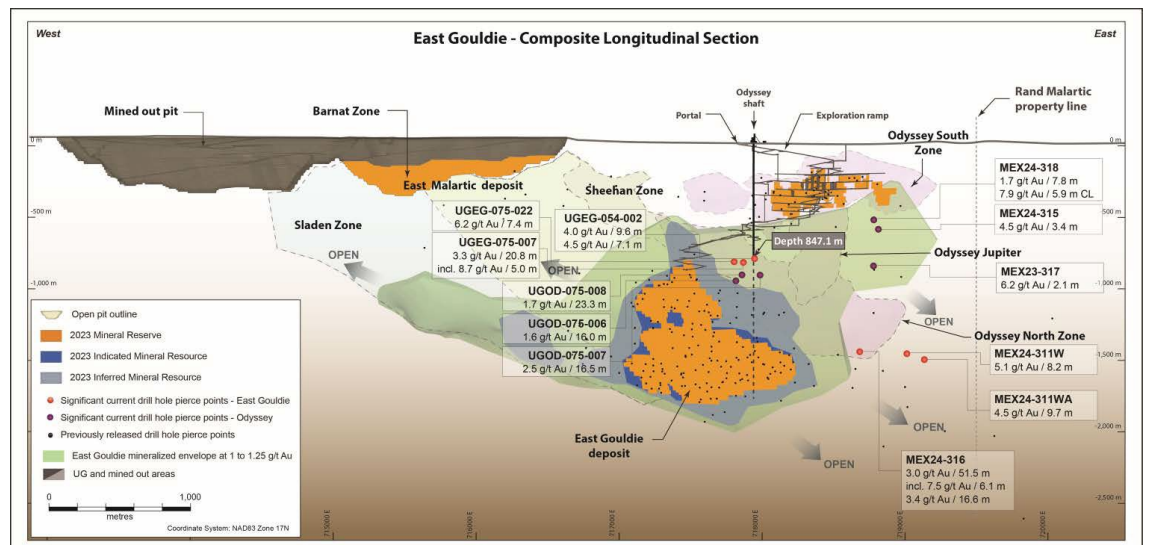 West
East Gouldie - Composite Longitudinal Section
East
Mined out pit
Barnat Zone
Portal
Odyssey
shaft
Exploration ramp
Rand Malartic
property line
Odyssey South
Zone
0 m
0 m
East Malartic deposit
Sheehan Zone
MEX24-318
1.7 g/t Au / 7.8 m
7.9 g/t Au / 5.9 m CL
-500 m
-500 m
Sladen Zone
UGEG-075-022
6.2 g/t Au / 7.4 m
UGEG-054-002
4.0 g/t Au / 9.6 m
4.5 g/t Au / 7.1 m
MEX24-315
4.5 g/t Au / 3.4 m
UGEG-075-007
3.3 g/t Au / 20.8 m
incl. 8.7 g/t Au / 5.0 m
Depth 847.1 m
Odyssey Jupiter
MEX23-317
6.2 g/t Au / 2.1 m
OPEN
OPEN
-1,000 m
-1,000 m
UGOD-075-008
1.7 g/t Au / 23.3 m
OPEN
UGOD-075-006
1.6 g/t Au / 16.0 m
Odyssey North Zone
UGOD-075-007
2.5 g/t Au / 16.5 m
MEX24-311W
5.1 g/t Au / 8.2 m
-1,500 m
MEX24-311WA
4.5 g/t Au / 9.7 m
East Gouldie
deposit
OPEN
-2,000 m
OPEN
MEX24-316
3.0 g/t Au / 51.5 m
incl. 7.5 g/t Au / 6.1 m
3.4 g/t Au / 16.6 m
-2,500 m
Open pit outline
2023 Mineral Reserve
2023 Indicated Mineral Resource
2023 Inferred Mineral Resource
Significant current drill hole pierce points - East Gouldie
Significant current drill hole pierce points - Odyssey
Previously released drill hole pierce points
East Gouldie mineralized envelope at 1 to 1.25 g/t Au
UG and mined out areas
0
1,000
metres
Coordinate System: NAD83 Zone 17N
715000 E
716000 E
717000 E
718000 E
719000 E
720000 E